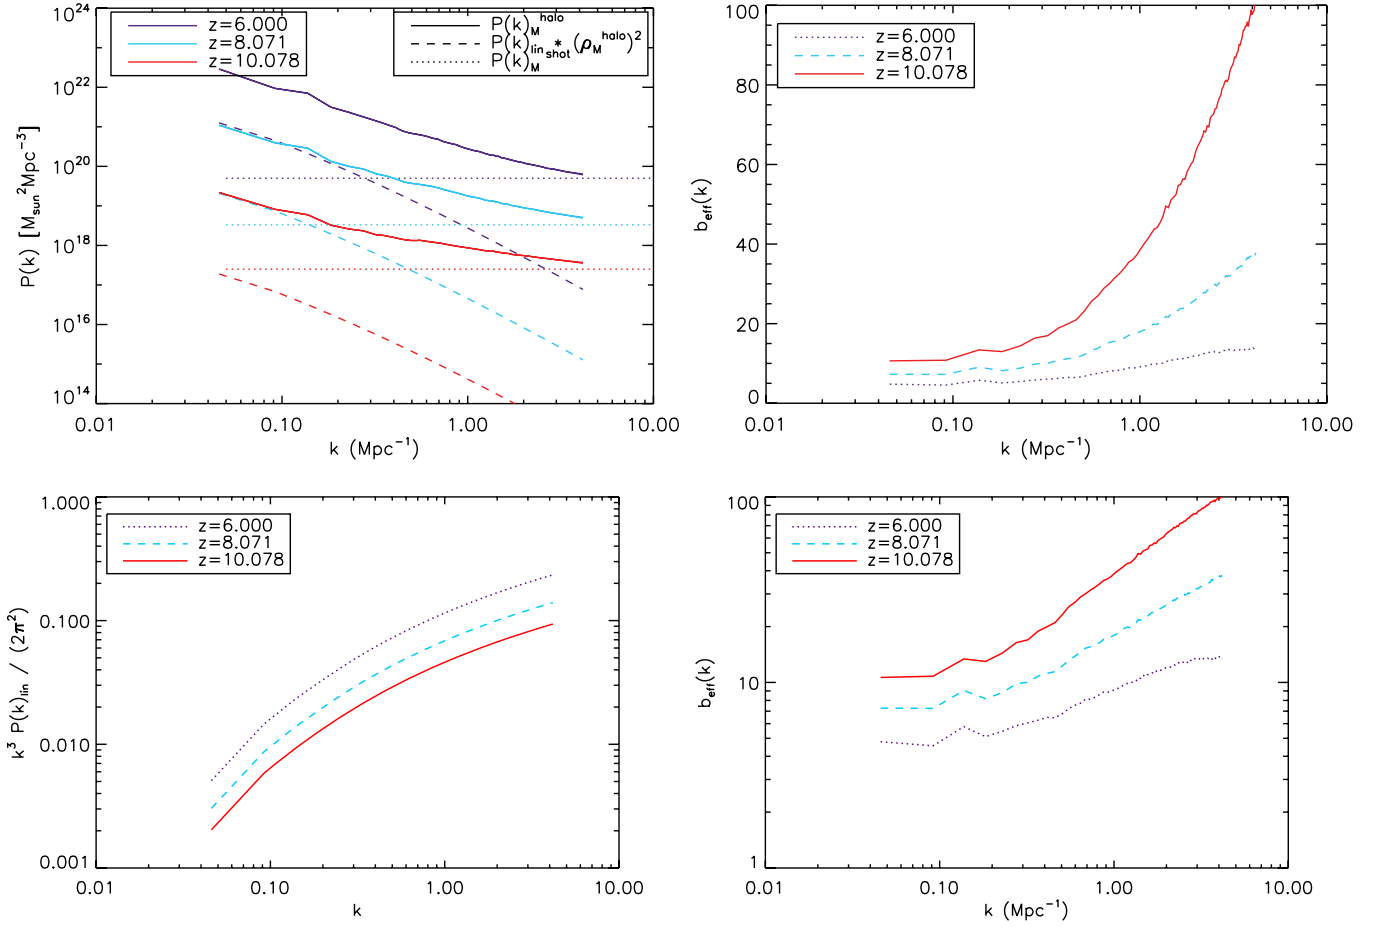 10^24
10^22
10^20
10^18
10^16
10^14
P(k) [M_sun^2 Mpc^-3]
z=6.000
z=8.071
z=10.078
P(k)_M^halo
P(k)_lin * (ρ_M^halo)^2
P(k)_M^shot
0.01
0.10
1.00
10.00
k (Mpc^-1)
100
80
60
40
20
0
b_eff(k)
z=6.000
z=8.071
z=10.078
0.01
0.10
1.00
10.00
k (Mpc^-1)
1.000
0.100
0.010
0.001
k^3 P(k)_lin / (2π^2)
z=6.000
z=8.071
z=10.078
0.01
0.10
1.00
10.00
k
100
10
1
b_eff(k)
z=6.000
z=8.071
z=10.078
0.01
0.10
1.00
10.00
k (Mpc^-1)